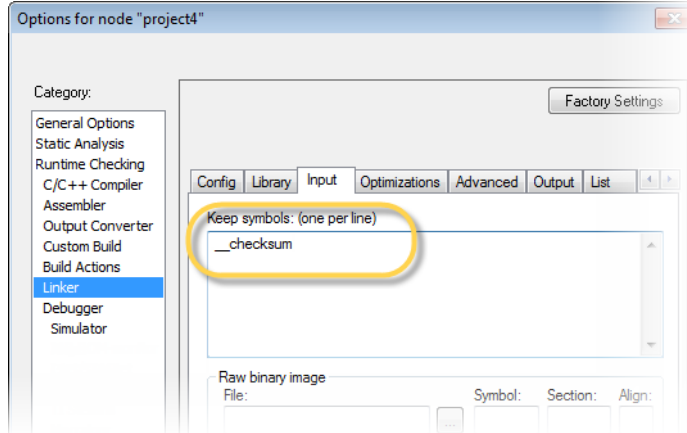 Options for node "project4"
Category:
Factory Settings
General Options
Static Analysis
Runtime Checking
C/C++ Compiler
Assembler
Output Converter
Custom Build
Build Actions
Linker
Debugger
Simulator
Config Library Input Optimizations Advanced Output List
Keep symbols: (one per line)
__checksum
Raw binary image
File: Symbol: Section: Align:
...